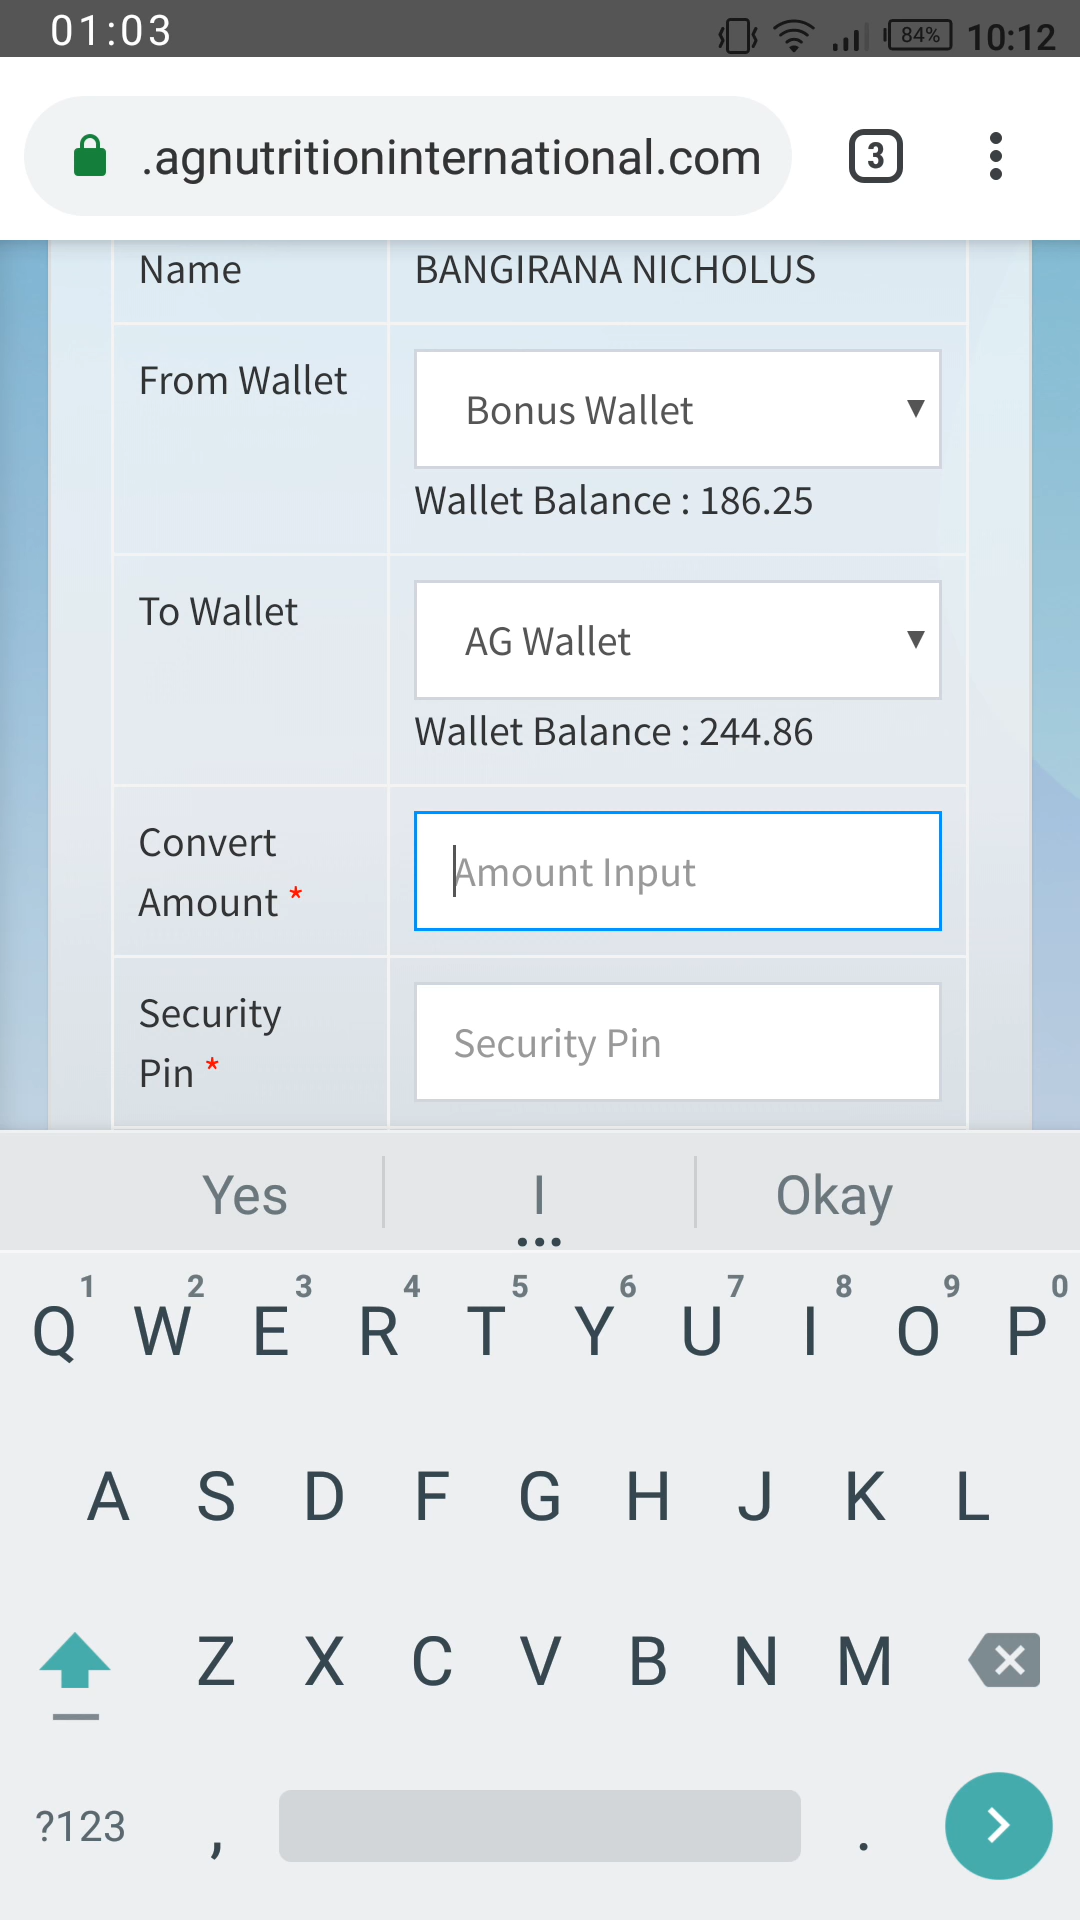 01:03 84% 10:12
.agnutritioninternational.com 3
Name BANGIRANA NICHOLUS
From Wallet Bonus Wallet
Wallet Balance : 186.25
To Wallet AG Wallet
Wallet Balance : 244.86
Convert Amount * Amount Input
Security Pin * Security Pin
Yes I Okay
1 2 3 4 5 6 7 8 9 0
Q W E R T Y U I O P
A S D F G H J K L
Z X C V B N M
?123 , .